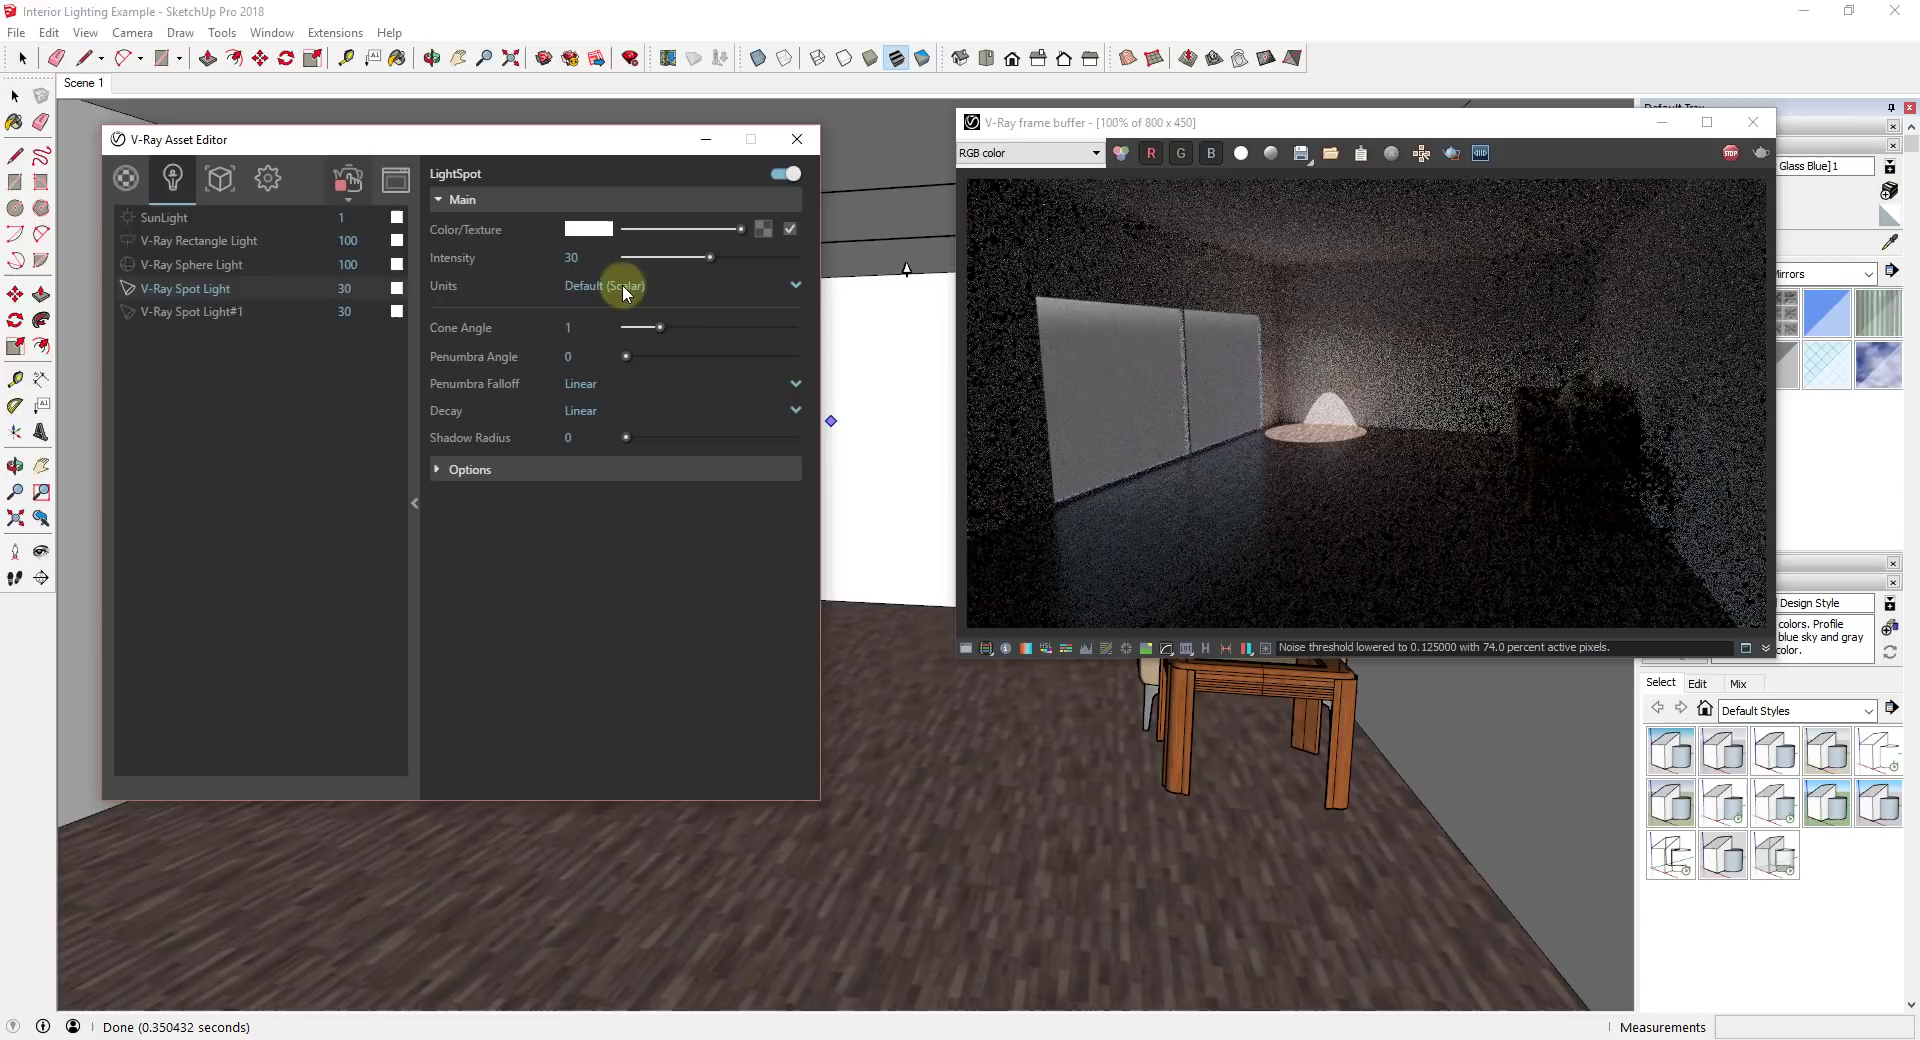 Interior Lighting Example - SketchUp Pro 2018
File Edit View Camera Draw Tools Window Extensions Help
Scene 1
V-Ray Asset Editor
SunLight 1
V-Ray Rectangle Light 100
V-Ray Sphere Light 100
V-Ray Spot Light 30
V-Ray Spot Light#1 30
LightSpot
Main
Color/Texture
Intensity 30
Units Default (Scalar)
Cone Angle 1
Penumbra Angle 0
Penumbra Falloff Linear
Decay Linear
Shadow Radius 0
Options
V-Ray frame buffer - [100% of 800 x 450]
RGB color
R G B
STOP
HSL
LUT
H
Noise threshold lowered to 0.125000 with 74.0 percent active pixels.
Glass Blue]1
Design Style
colors. Profile
blue sky and gray
Select Edit Mix
Default Styles
Done (0.350432 seconds)
Measurements